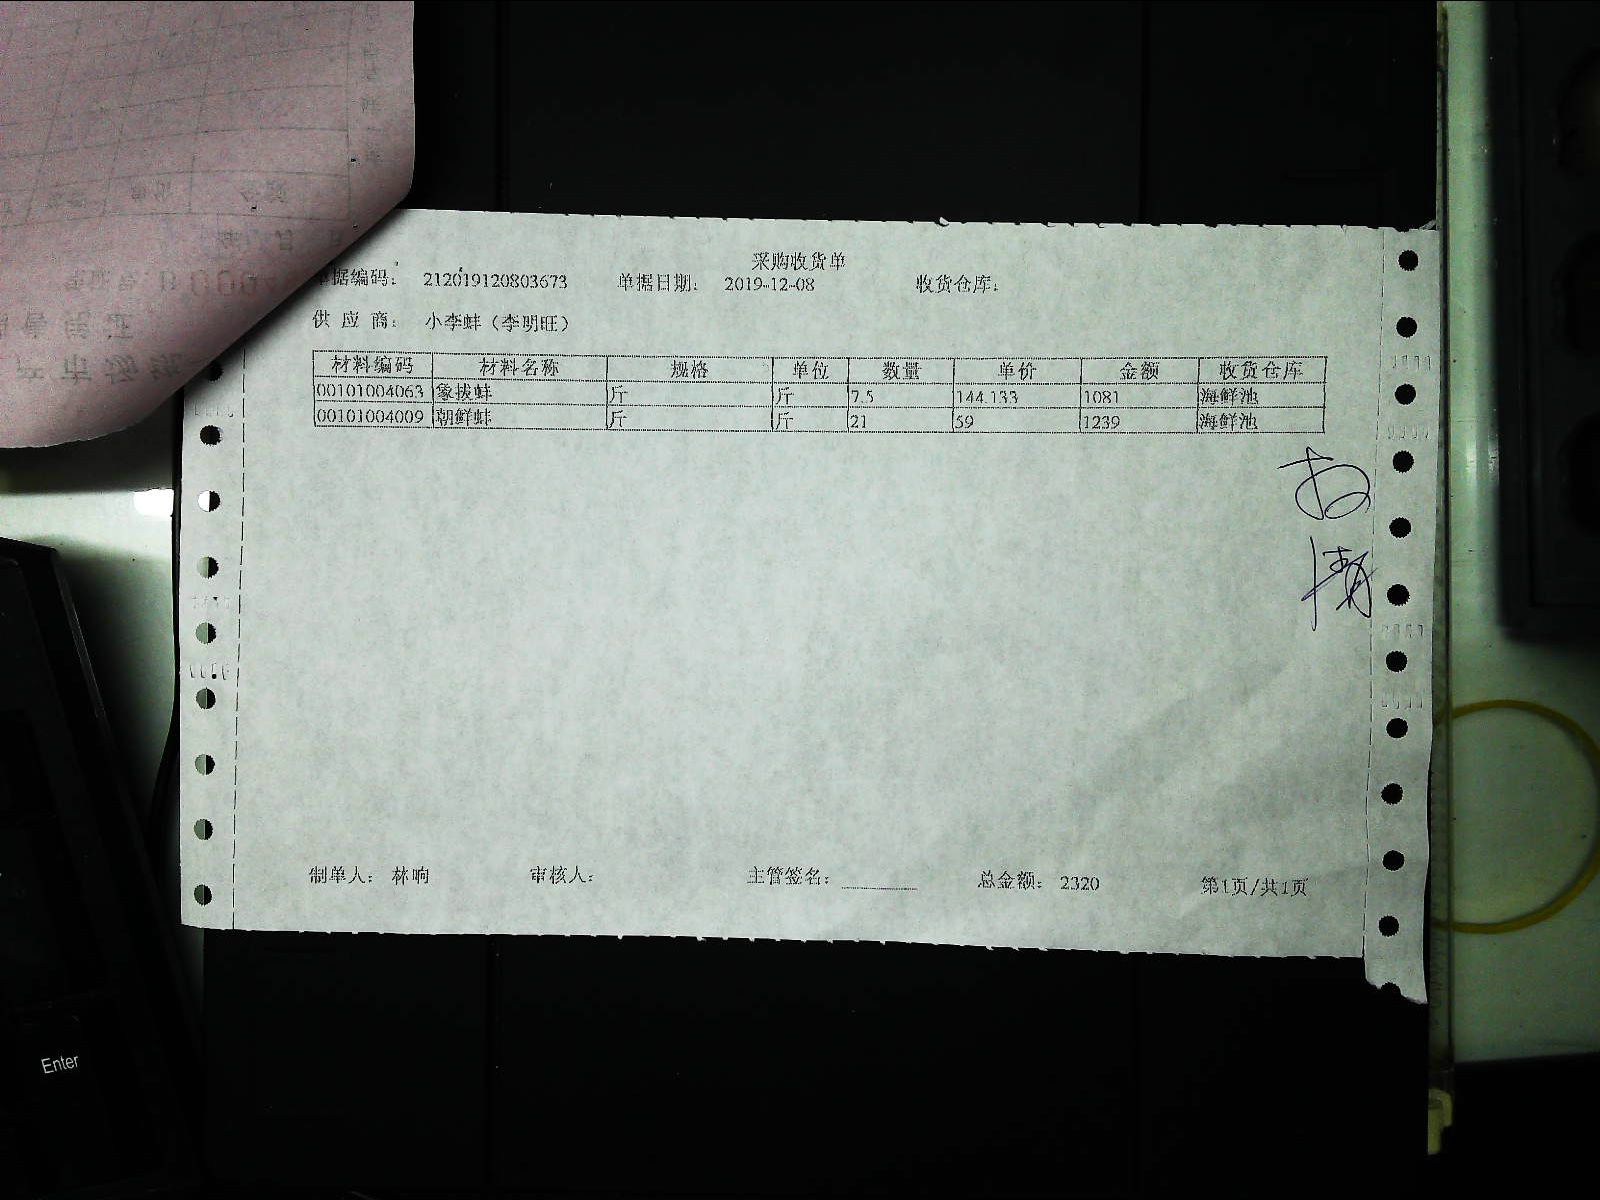 采购收货单
单据编码: 212019120803673 单据日期: 2019-12-08 收货仓库:
供应商: 小李蚌(李明旺)
材料编码 材料名称 规格 单位 数量 单价 金额 收货仓库
00101004063 象拔蚌 斤 斤 7.5 144.133 1081 海鲜池
00101004009 朝鲜蚌 斤 斤 21 59 1239 海鲜池
制单人: 林响 审核人: 主管签名: 总金额: 2320 第1页/共1页
Enter